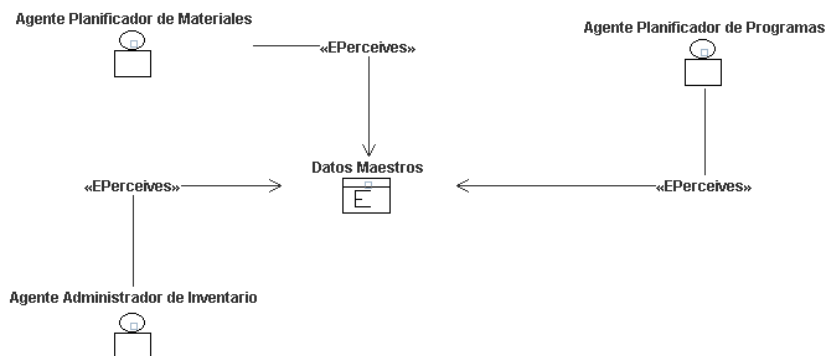 Agente Planificador de Materiales
Agente Planificador de Programas
«EPerceives»
Datos Maestros
E
«EPerceives»
«EPerceives»
Agente Administrador de Inventario